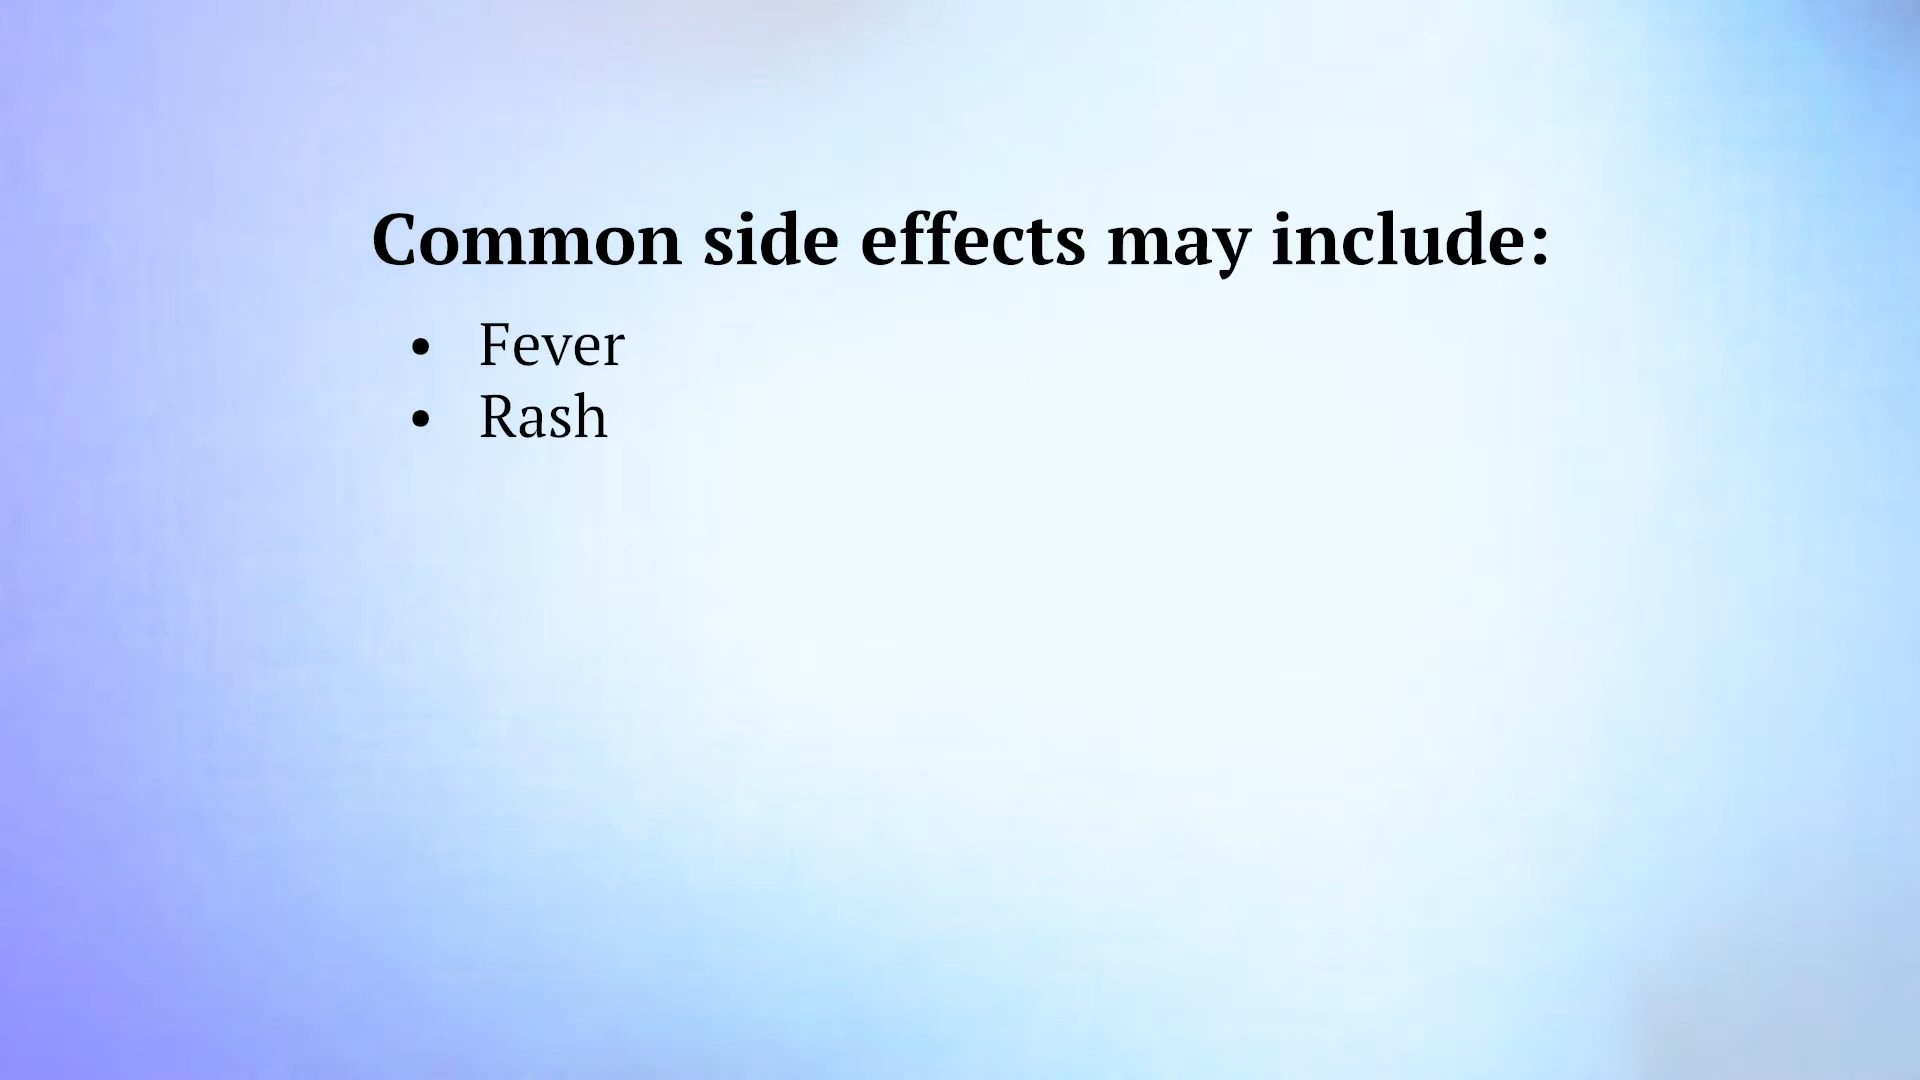 Common side effects may include:
• Fever
• Rash